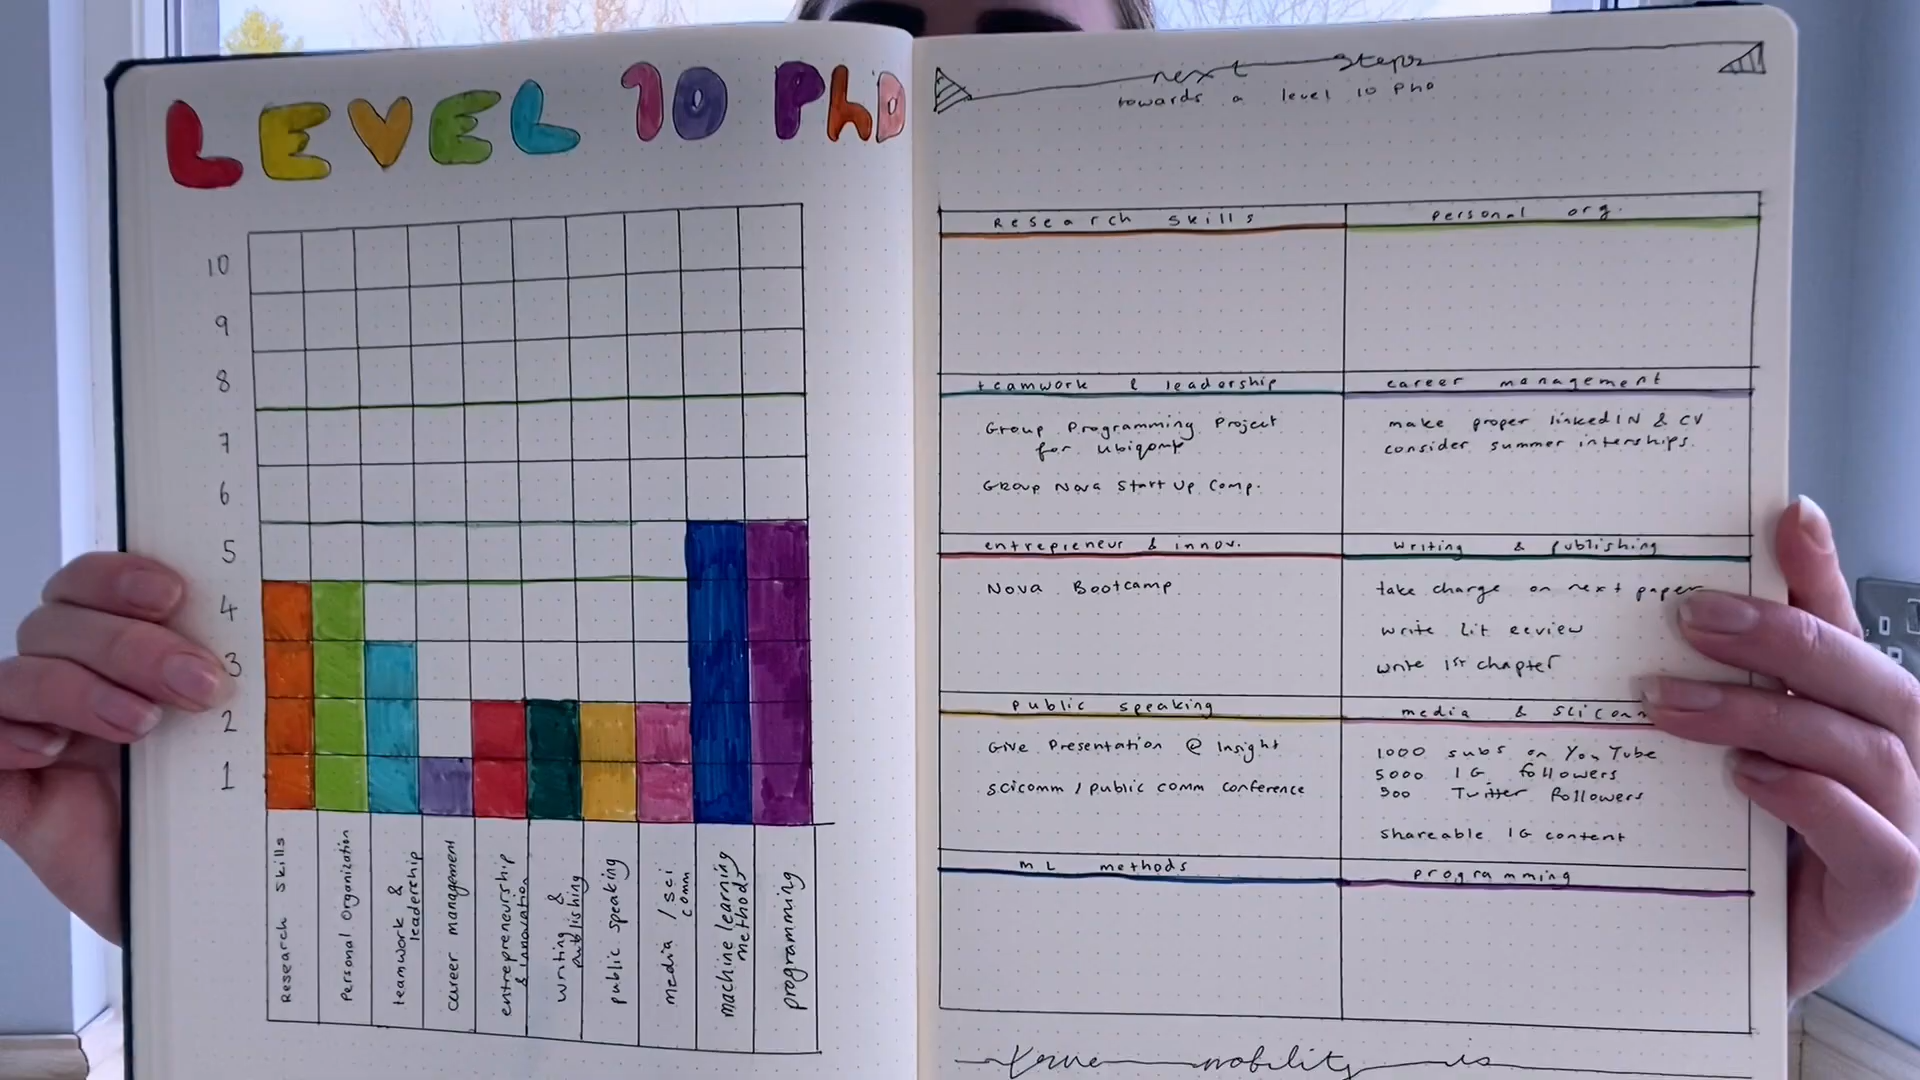 LEVEL 10 PhD
10
9
8
7
6
5
4
3
2
1
Research Skills
Personal Organization
teamwork &
leadership
career management
entrepreneurship
& innovation
writing &
publishing
public speaking
media / sci
comm
machine learning
methods
programming
next steps
towards a level 10 PhD
Research Skills
personal org.
teamwork & leadership
career management
Group Programming Project
for Ubiqomp
Group Nova Start Up Comp.
make proper linkedIN & CV
consider summer internships.
entrepreneur & innov.
writing & publishing
Nova Bootcamp
take charge on next paper
write Lit Review
write 1st chapter
public speaking
media & scicomm
Give Presentation @ Insight
scicomm / public comm conference
1000 subs on YouTube
5000 IG followers
500 Twitter followers
shareable IG content
ML methods
programming
true nobility is